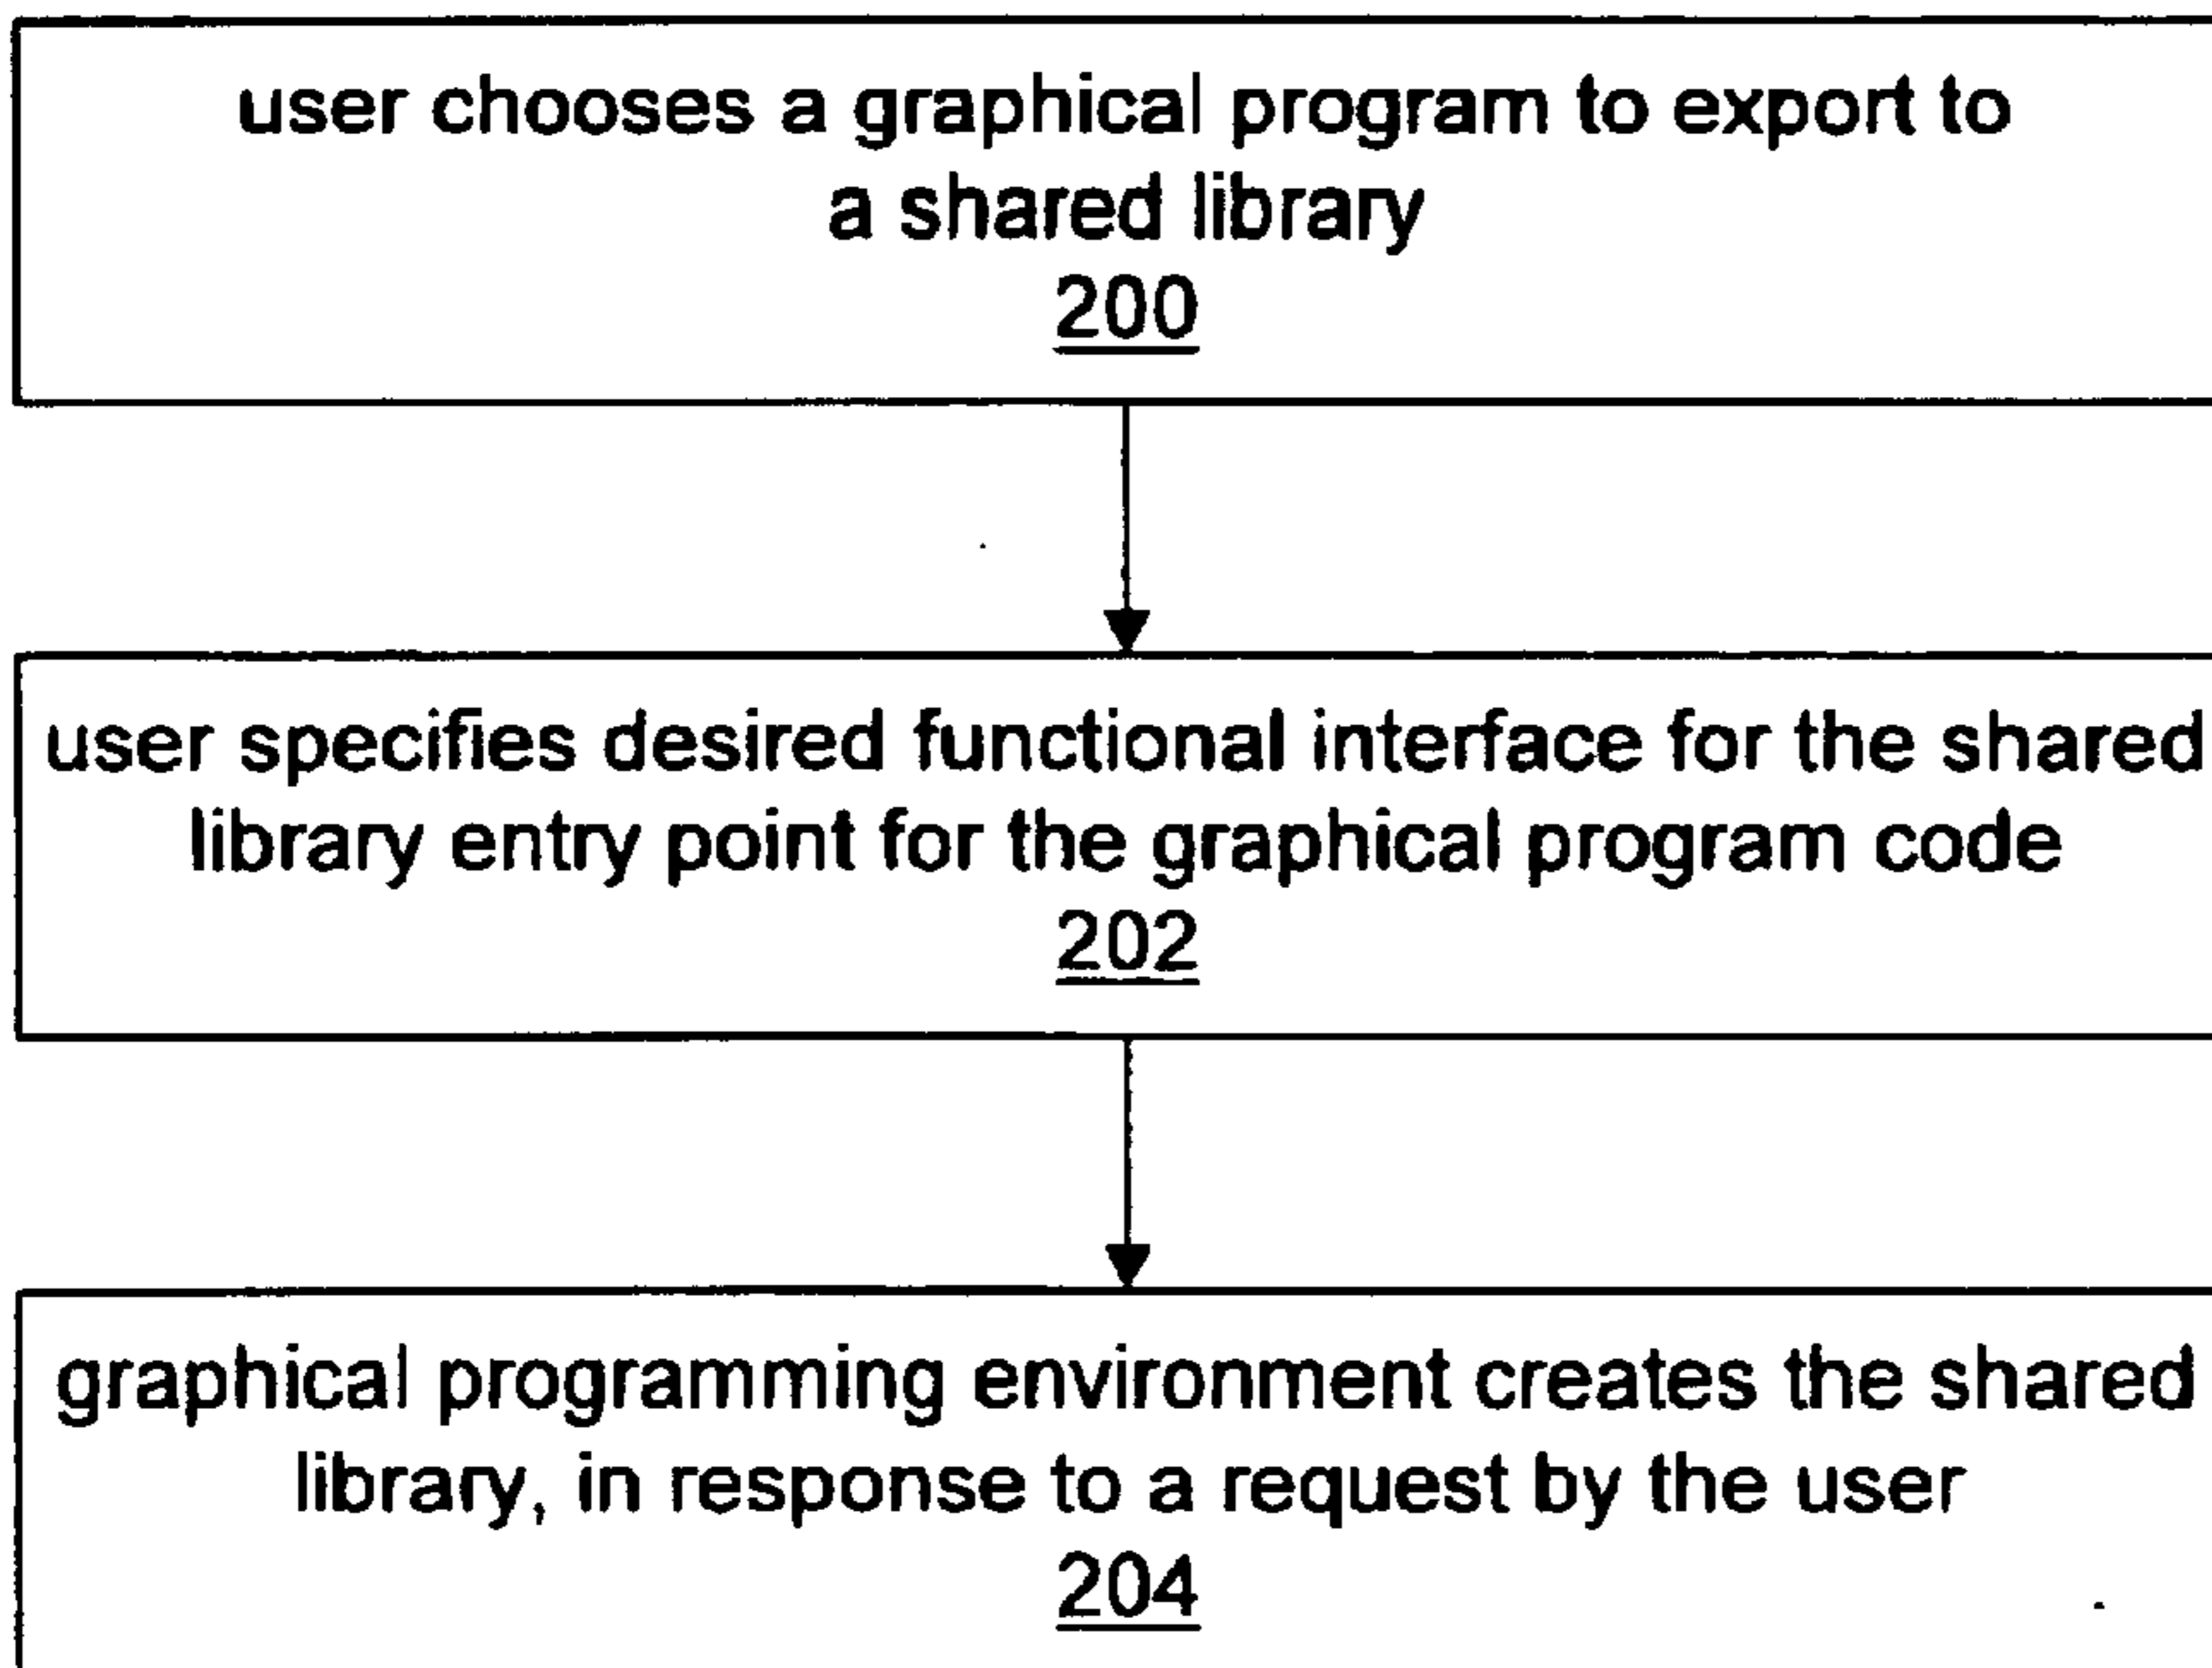 user chooses a graphical program to export to
a shared library
200
user specifies desired functional interface for the shared
library entry point for the graphical program code
202
graphical programming environment creates the shared
library, in response to a request by the user
204